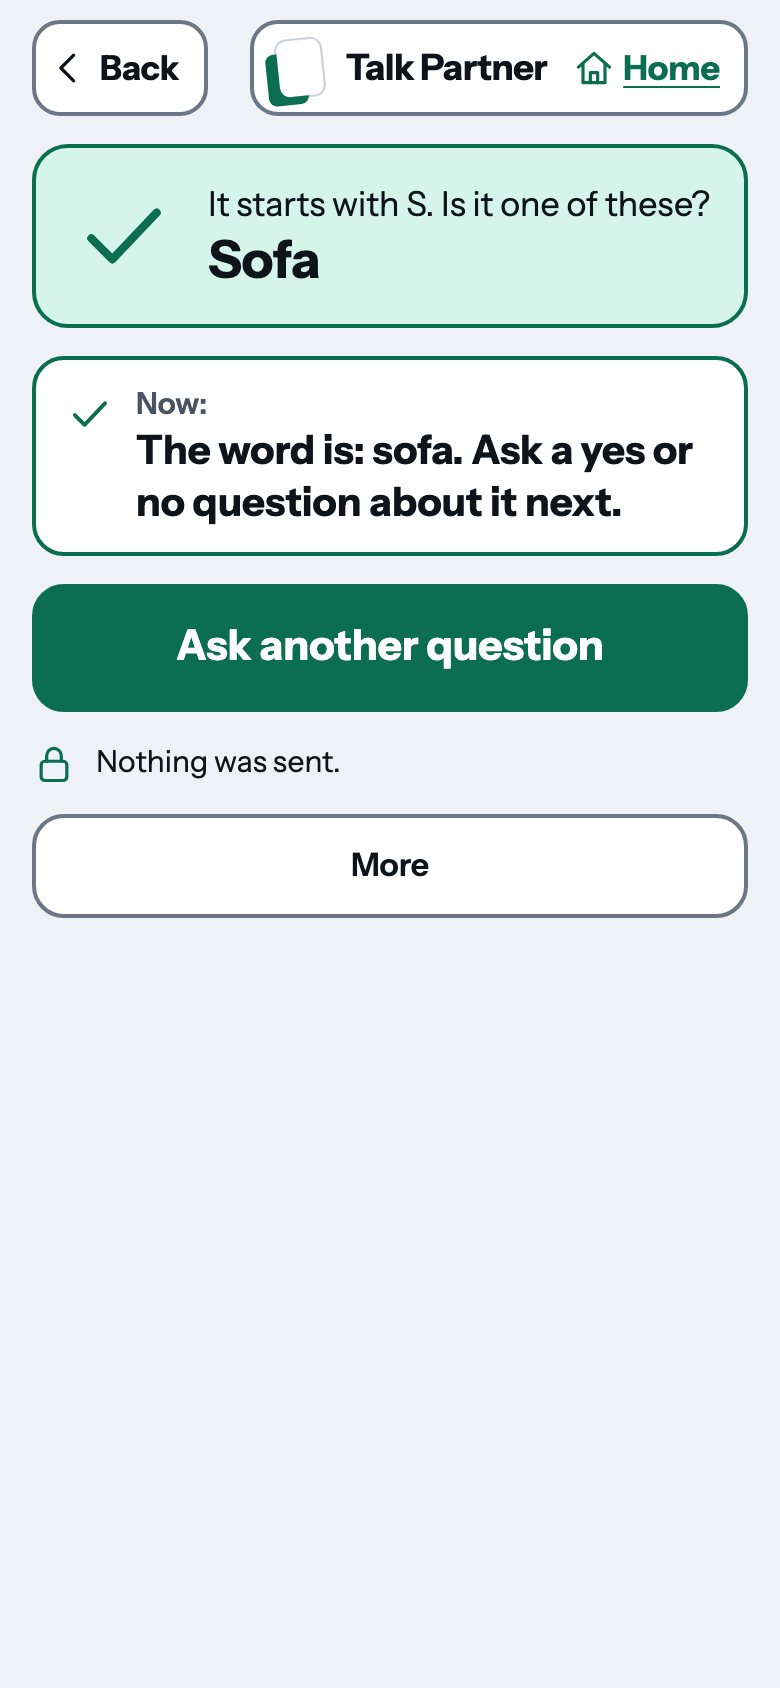 Back
Talk Partner
Home
It starts with S. Is it one of these?
Sofa
Now:
The word is: sofa. Ask a yes or
no question about it next.
Ask another question
Nothing was sent.
More